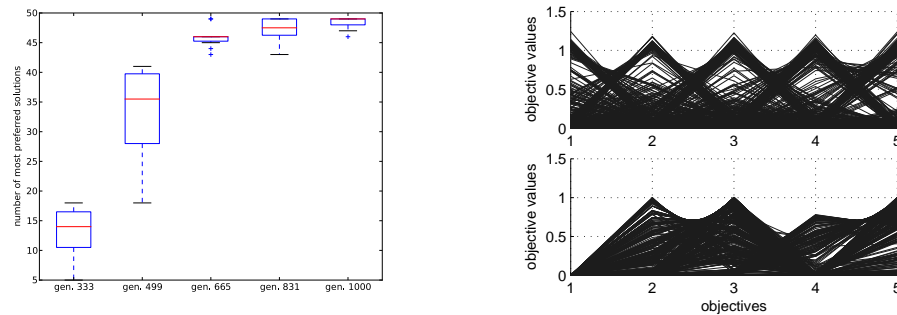 50
45
40
35
30
25
20
15
10
5
number of most preferred solutions
gen. 333 gen. 499 gen. 665 gen. 831 gen. 1000
1.5
1
0.5
0
objective values
1 2 3 4 5
1.5
1
0.5
0
objective values
1 2 3 4 5
objectives